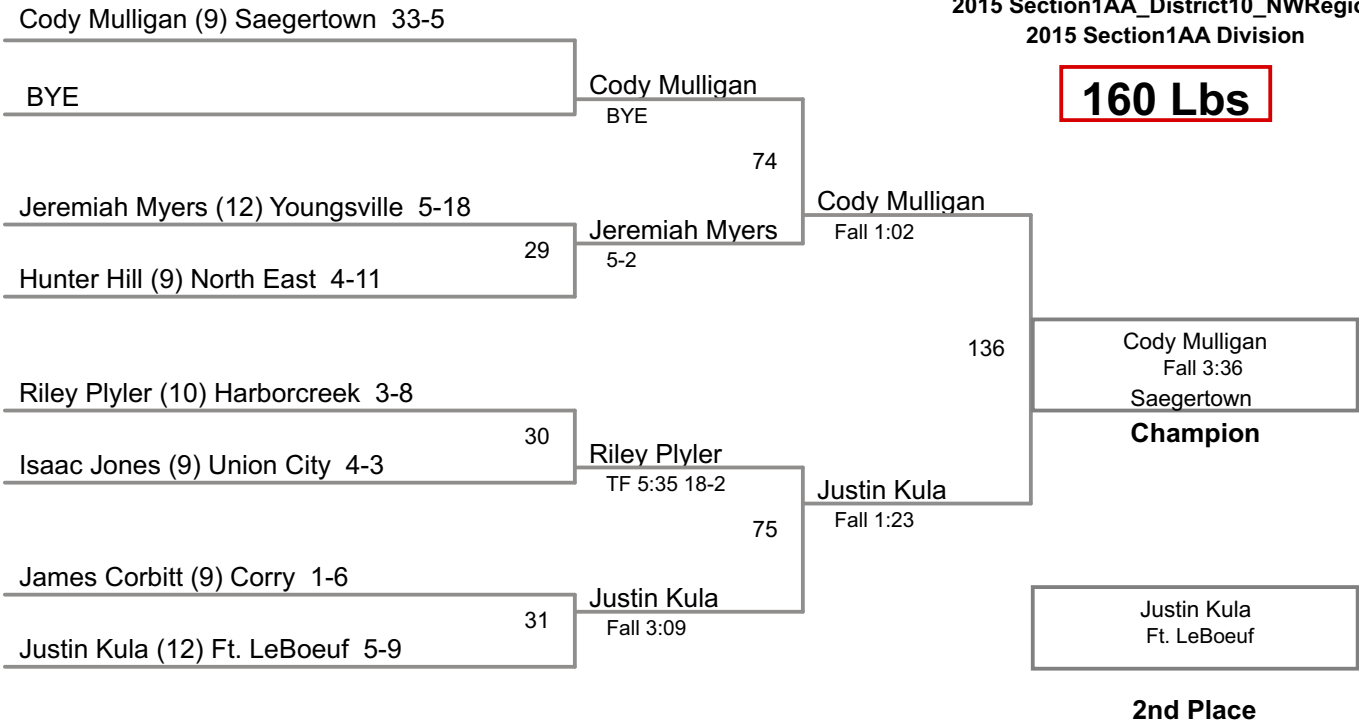 2015 Section1AA_District10_NWRegio
2015 Section1AA Division
160 Lbs
Cody Mulligan (9) Saegertown 33-5
BYE
Cody Mulligan
BYE
74
Jeremiah Myers (12) Youngsville 5-18
29
Hunter Hill (9) North East 4-11
Jeremiah Myers
5-2
Cody Mulligan
Fall 1:02
136
Riley Plyler (10) Harborcreek 3-8
30
Isaac Jones (9) Union City 4-3
Riley Plyler
TF 5:35 18-2
75
James Corbitt (9) Corry 1-6
31
Justin Kula (12) Ft. LeBoeuf 5-9
Justin Kula
Fall 3:09
Justin Kula
Fall 1:23
Cody Mulligan
Fall 3:36
Saegertown
Champion
Justin Kula
Ft. LeBoeuf
2nd Place